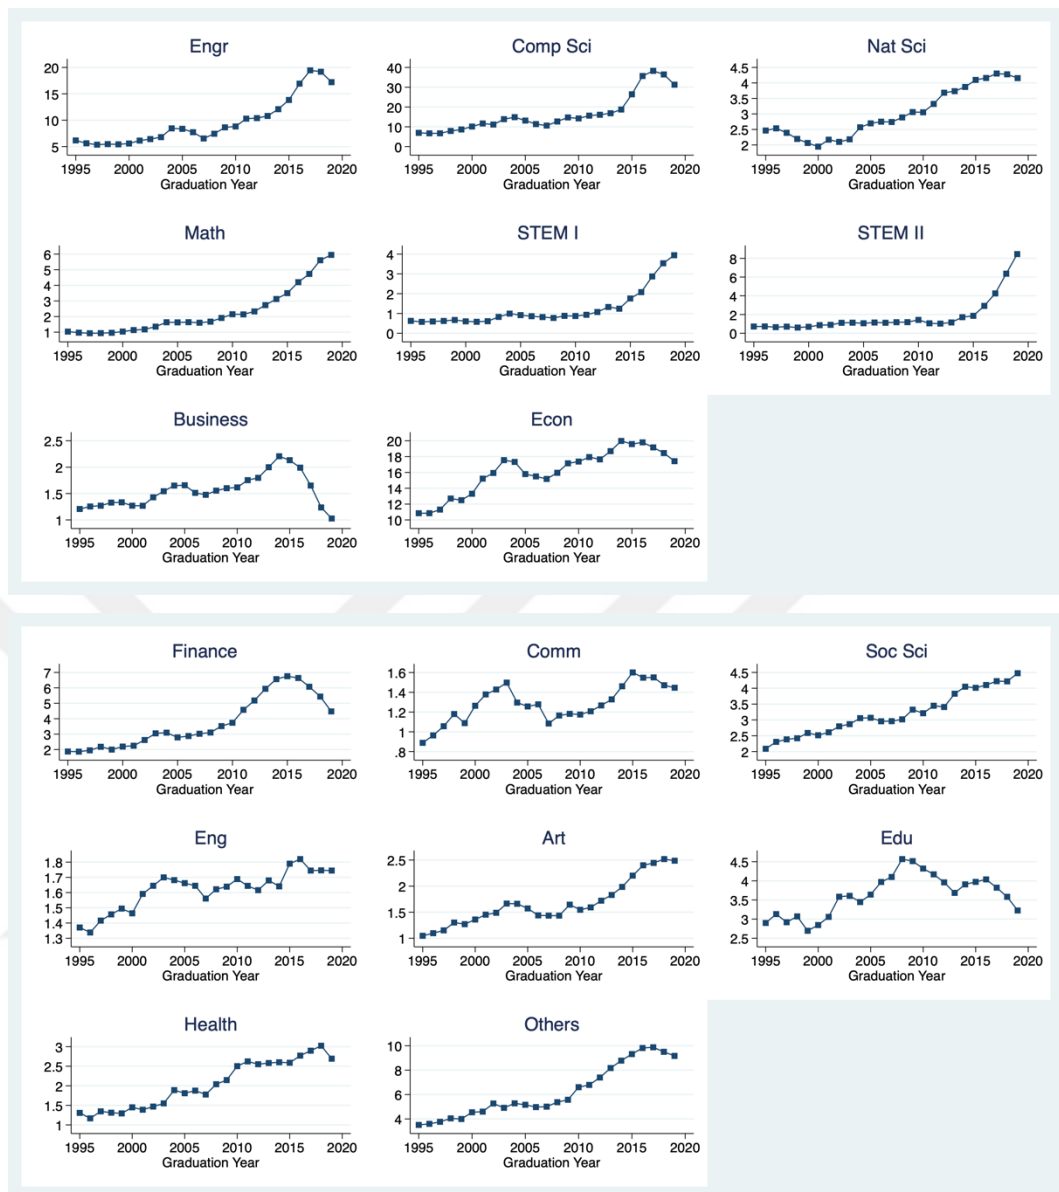 Engr
20
15
10
5
1995 2000 2005 2010 2015 2020
Graduation Year
Comp Sci
40
30
20
10
0
1995 2000 2005 2010 2015 2020
Graduation Year
Nat Sci
4.5
4
3.5
3
2.5
2
1995 2000 2005 2010 2015 2020
Graduation Year
Math
6
5
4
3
2
1
1995 2000 2005 2010 2015 2020
Graduation Year
STEM I
4
3
2
1
0
1995 2000 2005 2010 2015 2020
Graduation Year
STEM II
8
6
4
2
0
1995 2000 2005 2010 2015 2020
Graduation Year
Business
2.5
2
1.5
1
1995 2000 2005 2010 2015 2020
Graduation Year
Econ
20
18
16
14
12
10
1995 2000 2005 2010 2015 2020
Graduation Year
Finance
7
6
5
4
3
2
1995 2000 2005 2010 2015 2020
Graduation Year
Comm
1.6
1.4
1.2
1
.8
1995 2000 2005 2010 2015 2020
Graduation Year
Soc Sci
4.5
4
3.5
3
2.5
2
1995 2000 2005 2010 2015 2020
Graduation Year
Eng
1.8
1.7
1.6
1.5
1.4
1.3
1995 2000 2005 2010 2015 2020
Graduation Year
Art
2.5
2
1.5
1
1995 2000 2005 2010 2015 2020
Graduation Year
Edu
4.5
4
3.5
3
2.5
1995 2000 2005 2010 2015 2020
Graduation Year
Health
3
2.5
2
1.5
1
1995 2000 2005 2010 2015 2020
Graduation Year
Others
10
8
6
4
1995 2000 2005 2010 2015 2020
Graduation Year